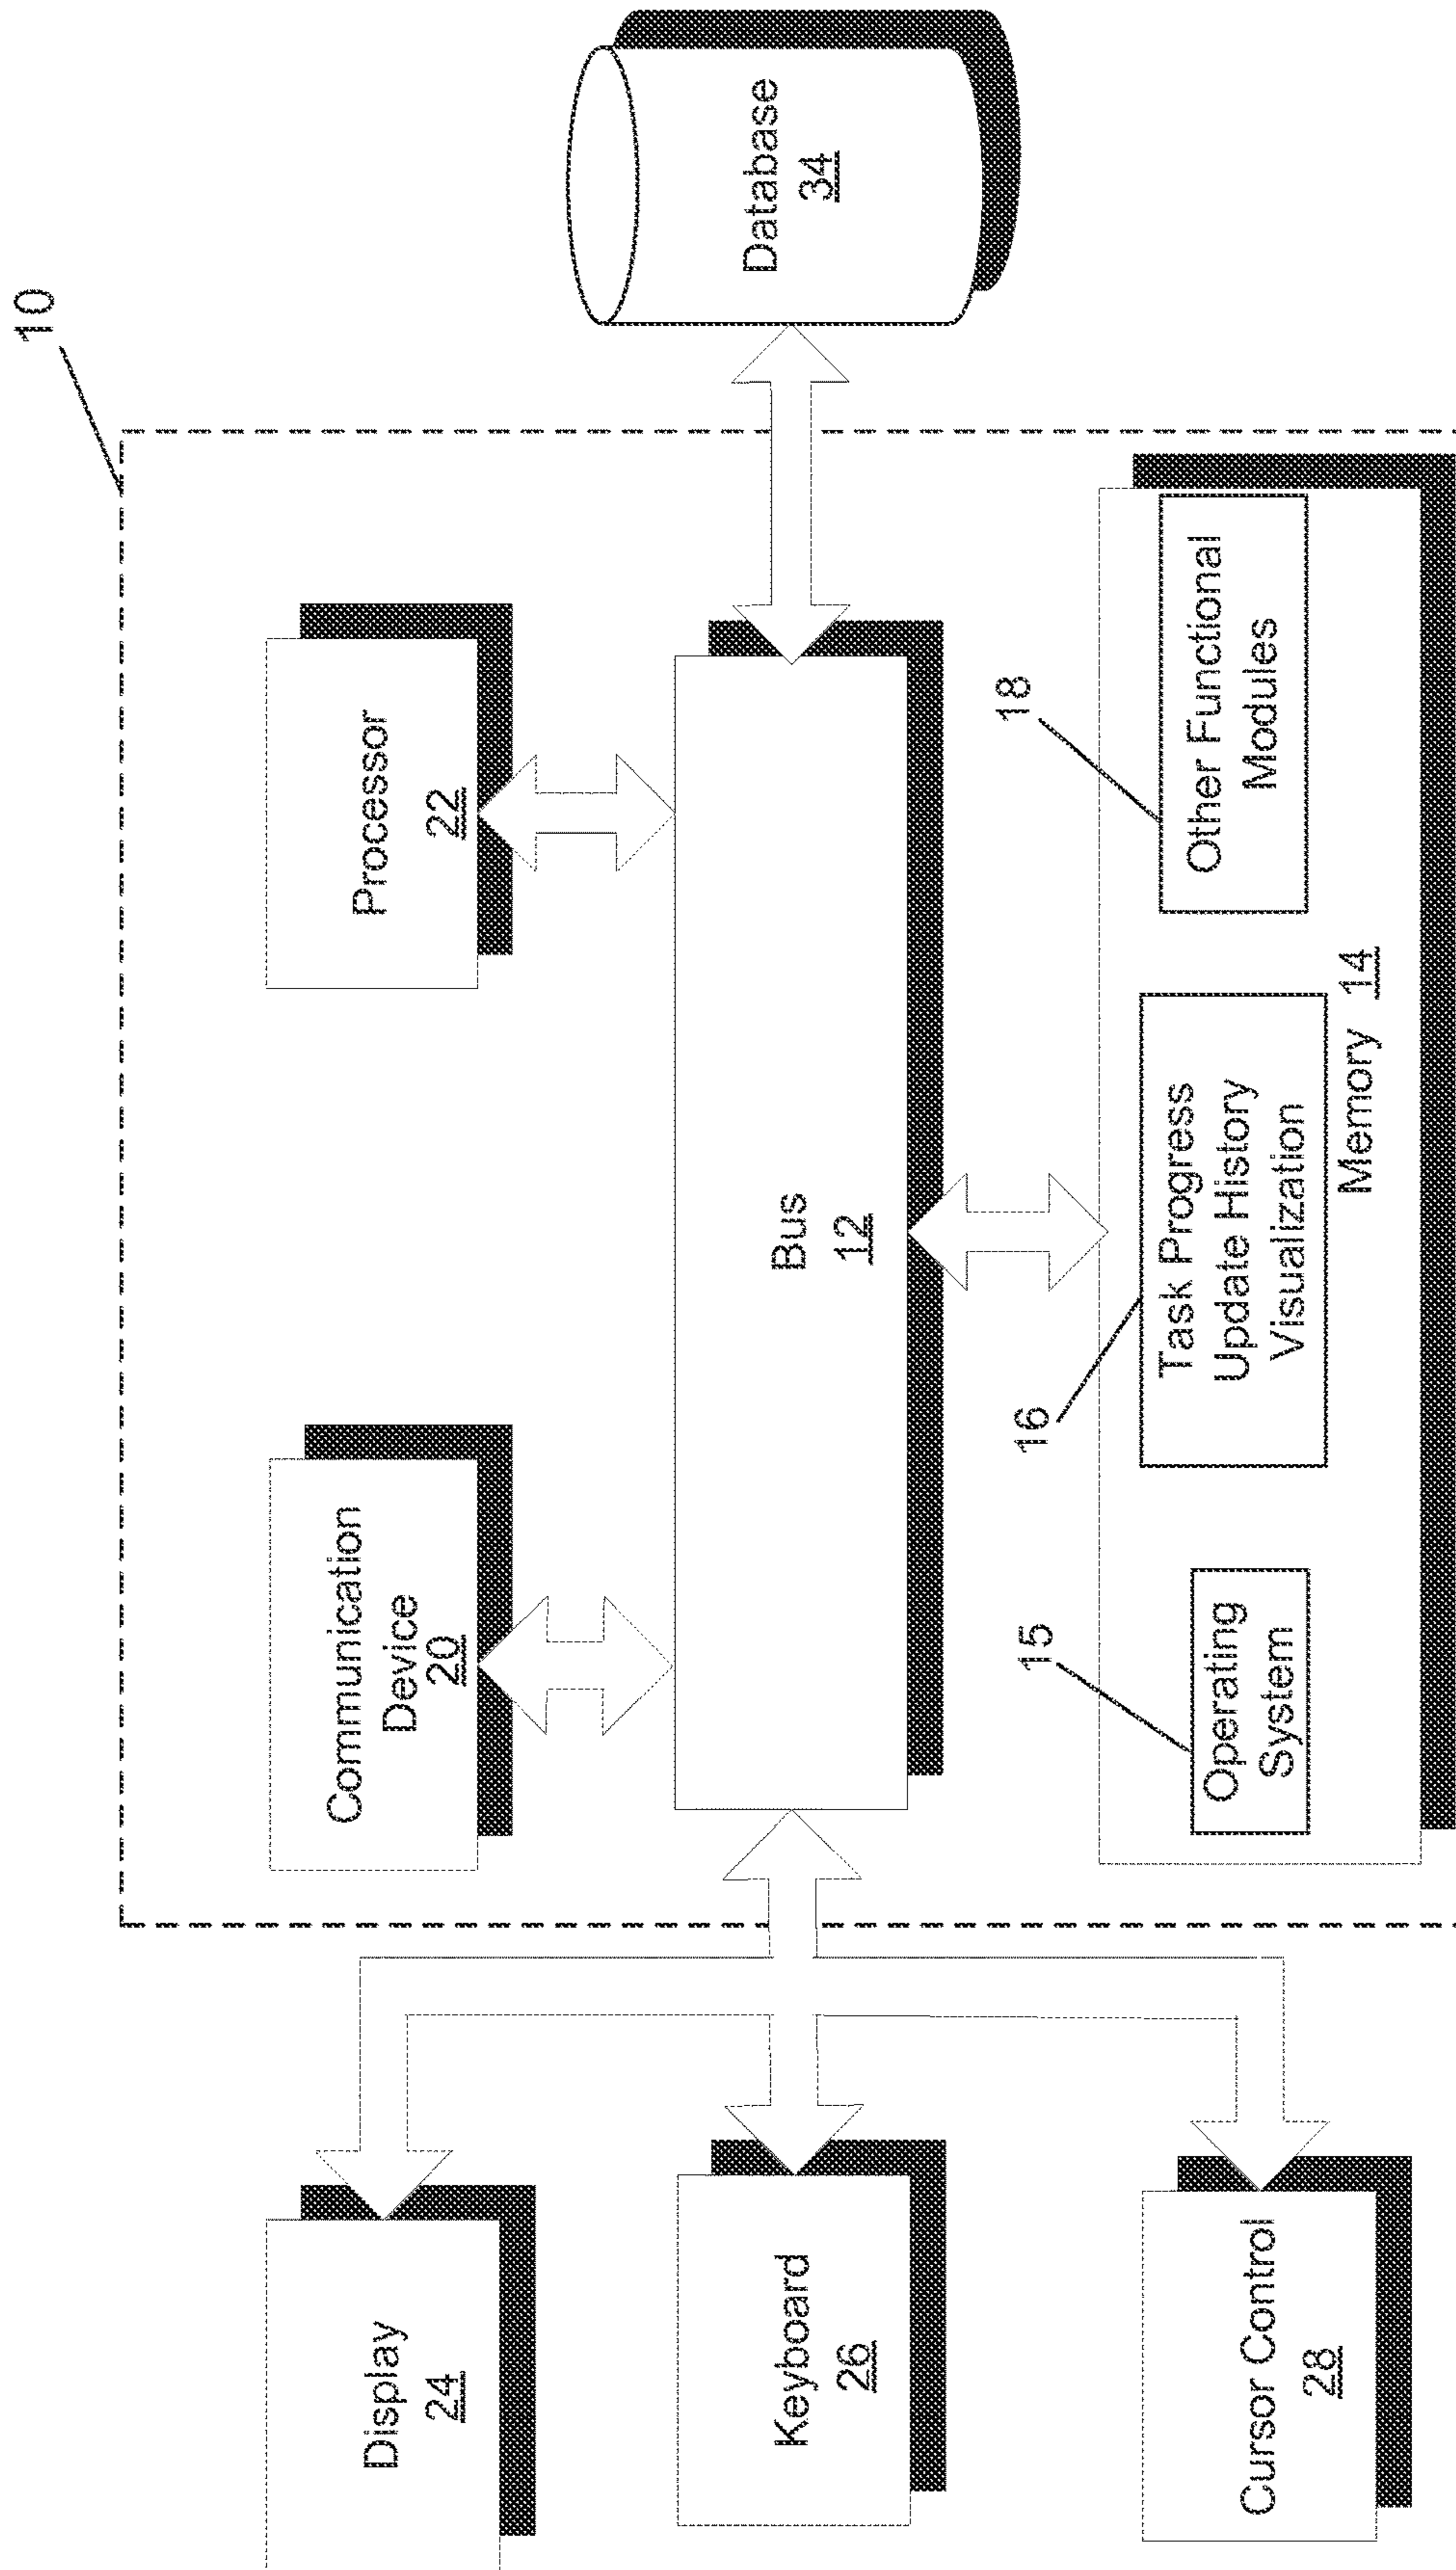 10
Communication
Device
20
Processor
22
Display
24
Bus
12
Database
34
Keyboard
26
15
16
18
Operating
System
Task Progress
Update History
Visualization
Other Functional
Modules
Memory 14
Cursor Control
28